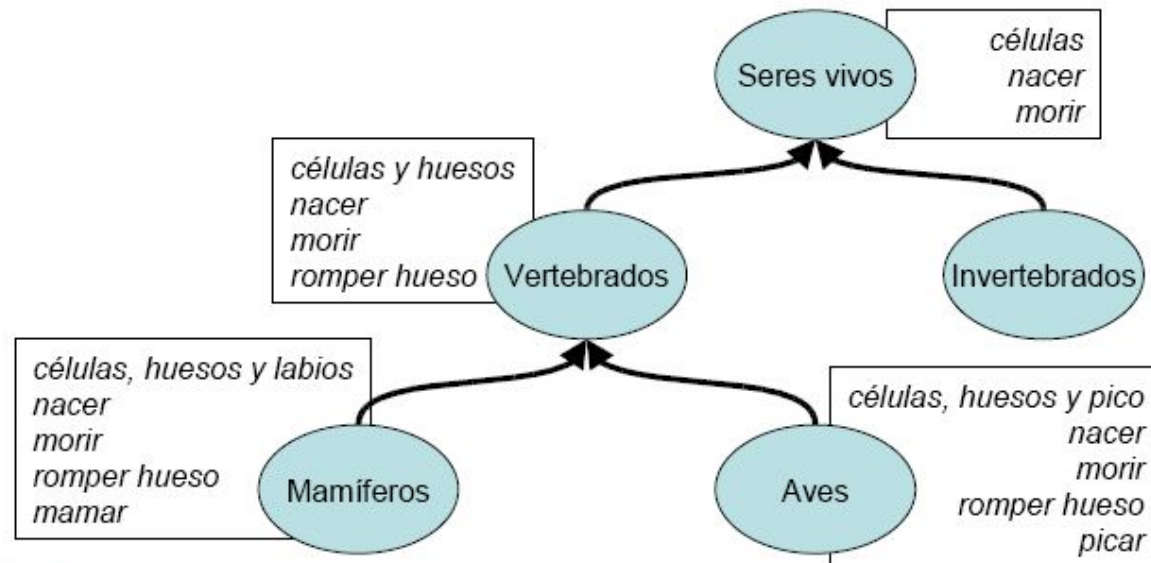 Seres vivos
células
nacer
morir
células y huesos
nacer
morir
romper hueso
Vertebrados
Invertebrados
células, huesos y labios
nacer
morir
romper hueso
mamar
Mamíferos
Aves
células, huesos y pico
nacer
morir
romper hueso
picar